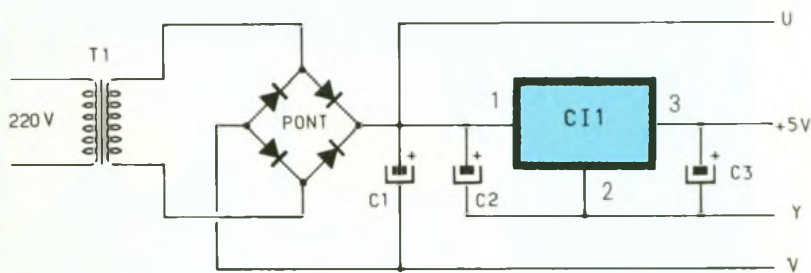 U
T1
220V
PONT
1
CI1
3
+5V
+
C1
+
C2
2
+
C3
Y
V